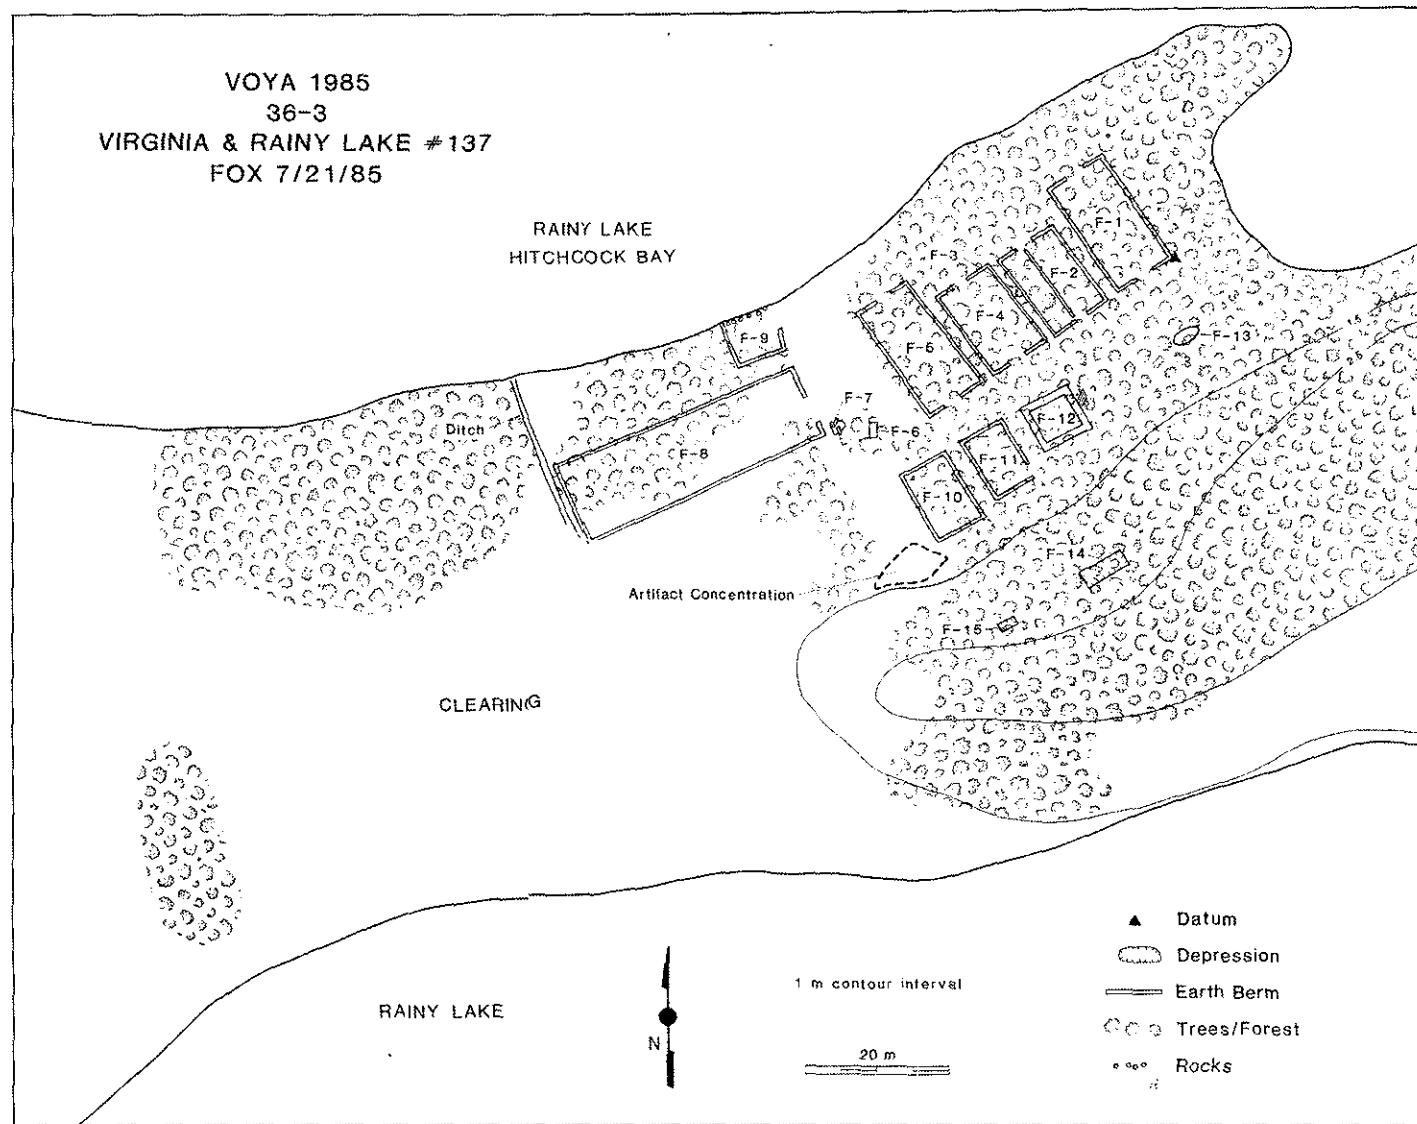 VOYA 1985
36-3
VIRGINIA & RAINY LAKE #137
FOX 7/21/85
RAINY LAKE
HITCHCOCK BAY
F-1
F-2
F-3
F-4
F-5
F-9
F-13
F-7
F-6
F-12
Ditch
F-8
F-11
F-10
F-14
Artifact Concentration
F-15
CLEARING
RAINY LAKE
N
1 m contour interval
20 m
Datum
Depression
Earth Berm
Trees/Forest
Rocks